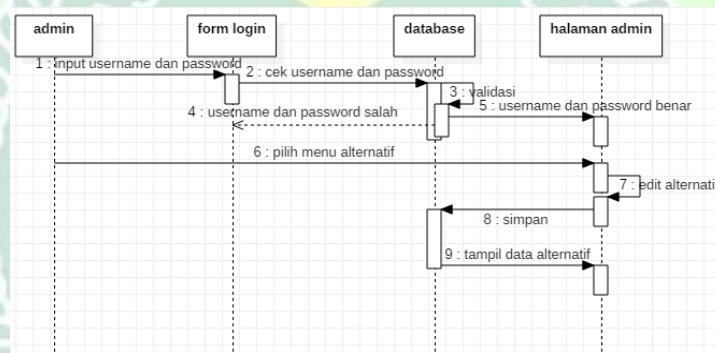 admin
form login
database
halaman admin
1 : input username dan password
2 : cek username dan password
3 : validasi
4 : username dan password salah
5 : username dan password benar
6 : pilih menu alternatif
7 : edit alternati
8 : simpan
9 : tampil data alternatif